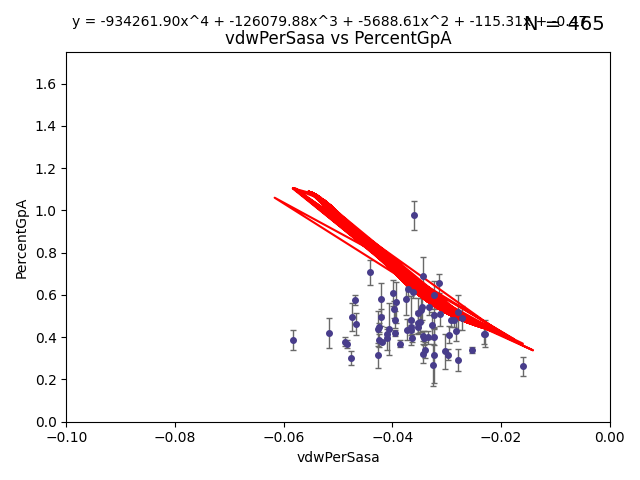 y = -934261.90x^4 + -126079.88x^3 + -5688.61x^2 + -115.31x +
N = 465
vdwPerSasa vs PercentGpA
PercentGpA
1.6
1.4
1.2
1.0
0.8
0.6
0.4
0.2
0.0
−0.10 −0.08 −0.06 −0.04 −0.02 0.00
vdwPerSasa